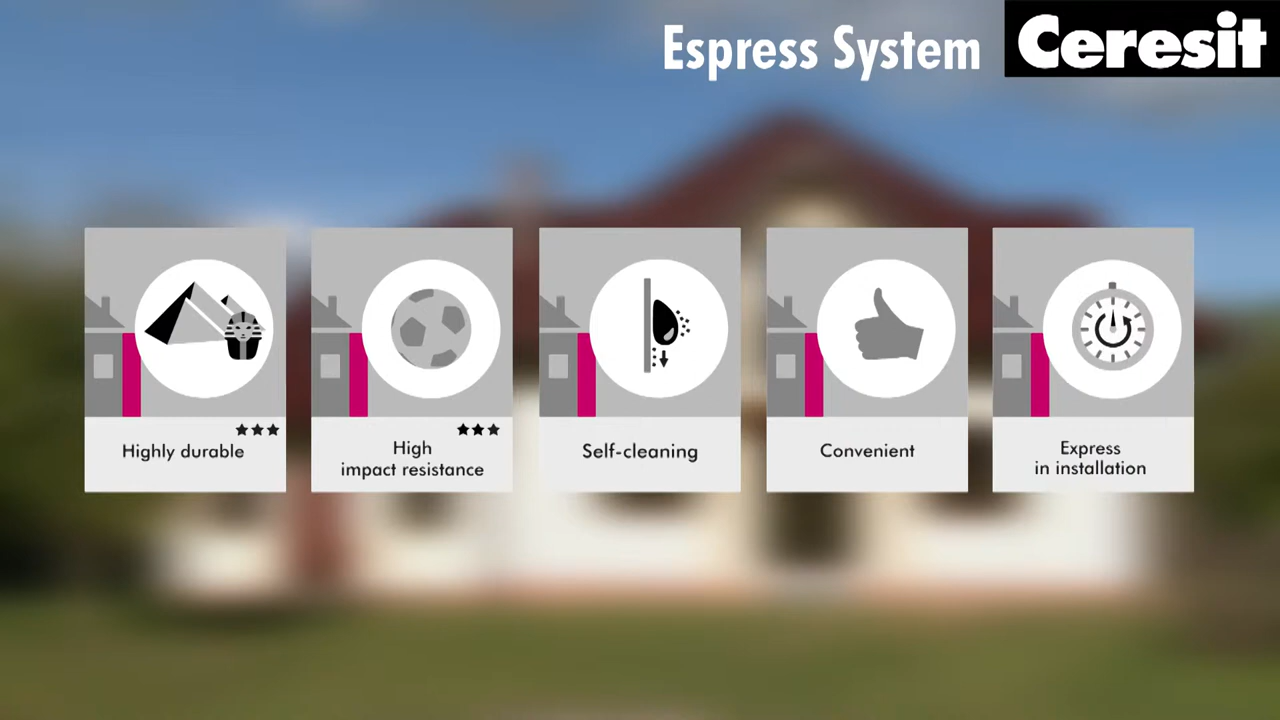 Espress System
Ceresit
Highly durable
High
impact resistance
Self-cleaning
Convenient
Express
in installation